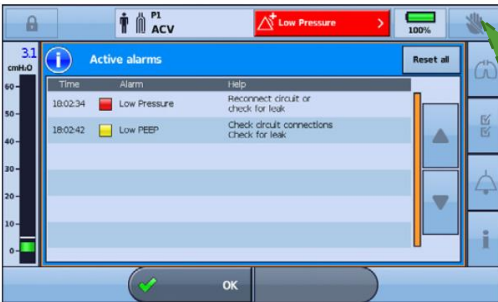 P1
ACV
Low Pressure
100%
3.1
cmH₂O
Active alarms
Reset all
Time Alarm Help
18:02:34 Low Pressure Reconnect circuit or
check for leak
18:02:42 Low PEEP Check circuit connections
Check for leak
60
50
40
30
20
10
0
OK